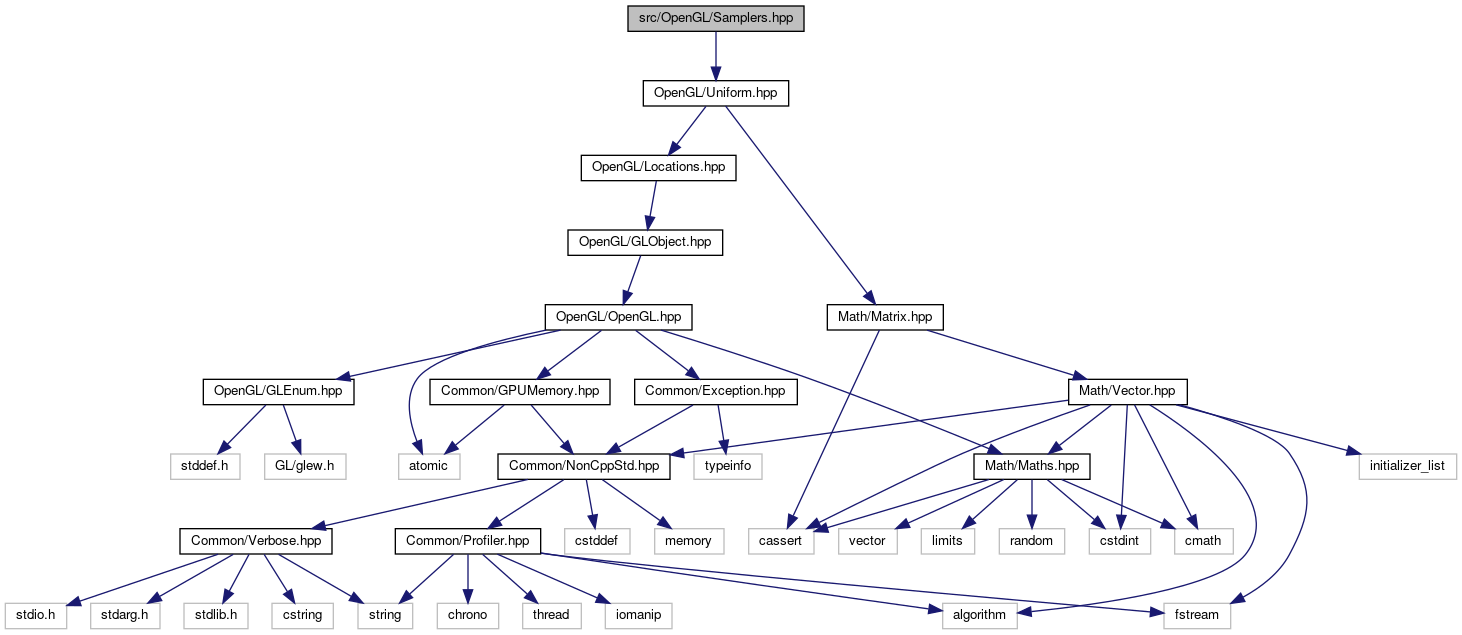 src/OpenGL/Samplers.hpp
OpenGL/Uniform.hpp
OpenGL/Locations.hpp
OpenGL/GLObject.hpp
OpenGL/OpenGL.hpp
Math/Matrix.hpp
OpenGL/GLEnum.hpp
Common/GPUMemory.hpp
Common/Exception.hpp
Math/Vector.hpp
stddef.h
GL/glew.h
atomic
Common/NonCppStd.hpp
typeinfo
Math/Maths.hpp
initializer_list
Common/Verbose.hpp
Common/Profiler.hpp
cstddef
memory
cassert
vector
limits
random
cstdint
cmath
stdio.h
stdarg.h
stdlib.h
cstring
string
chrono
thread
iomanip
algorithm
fstream